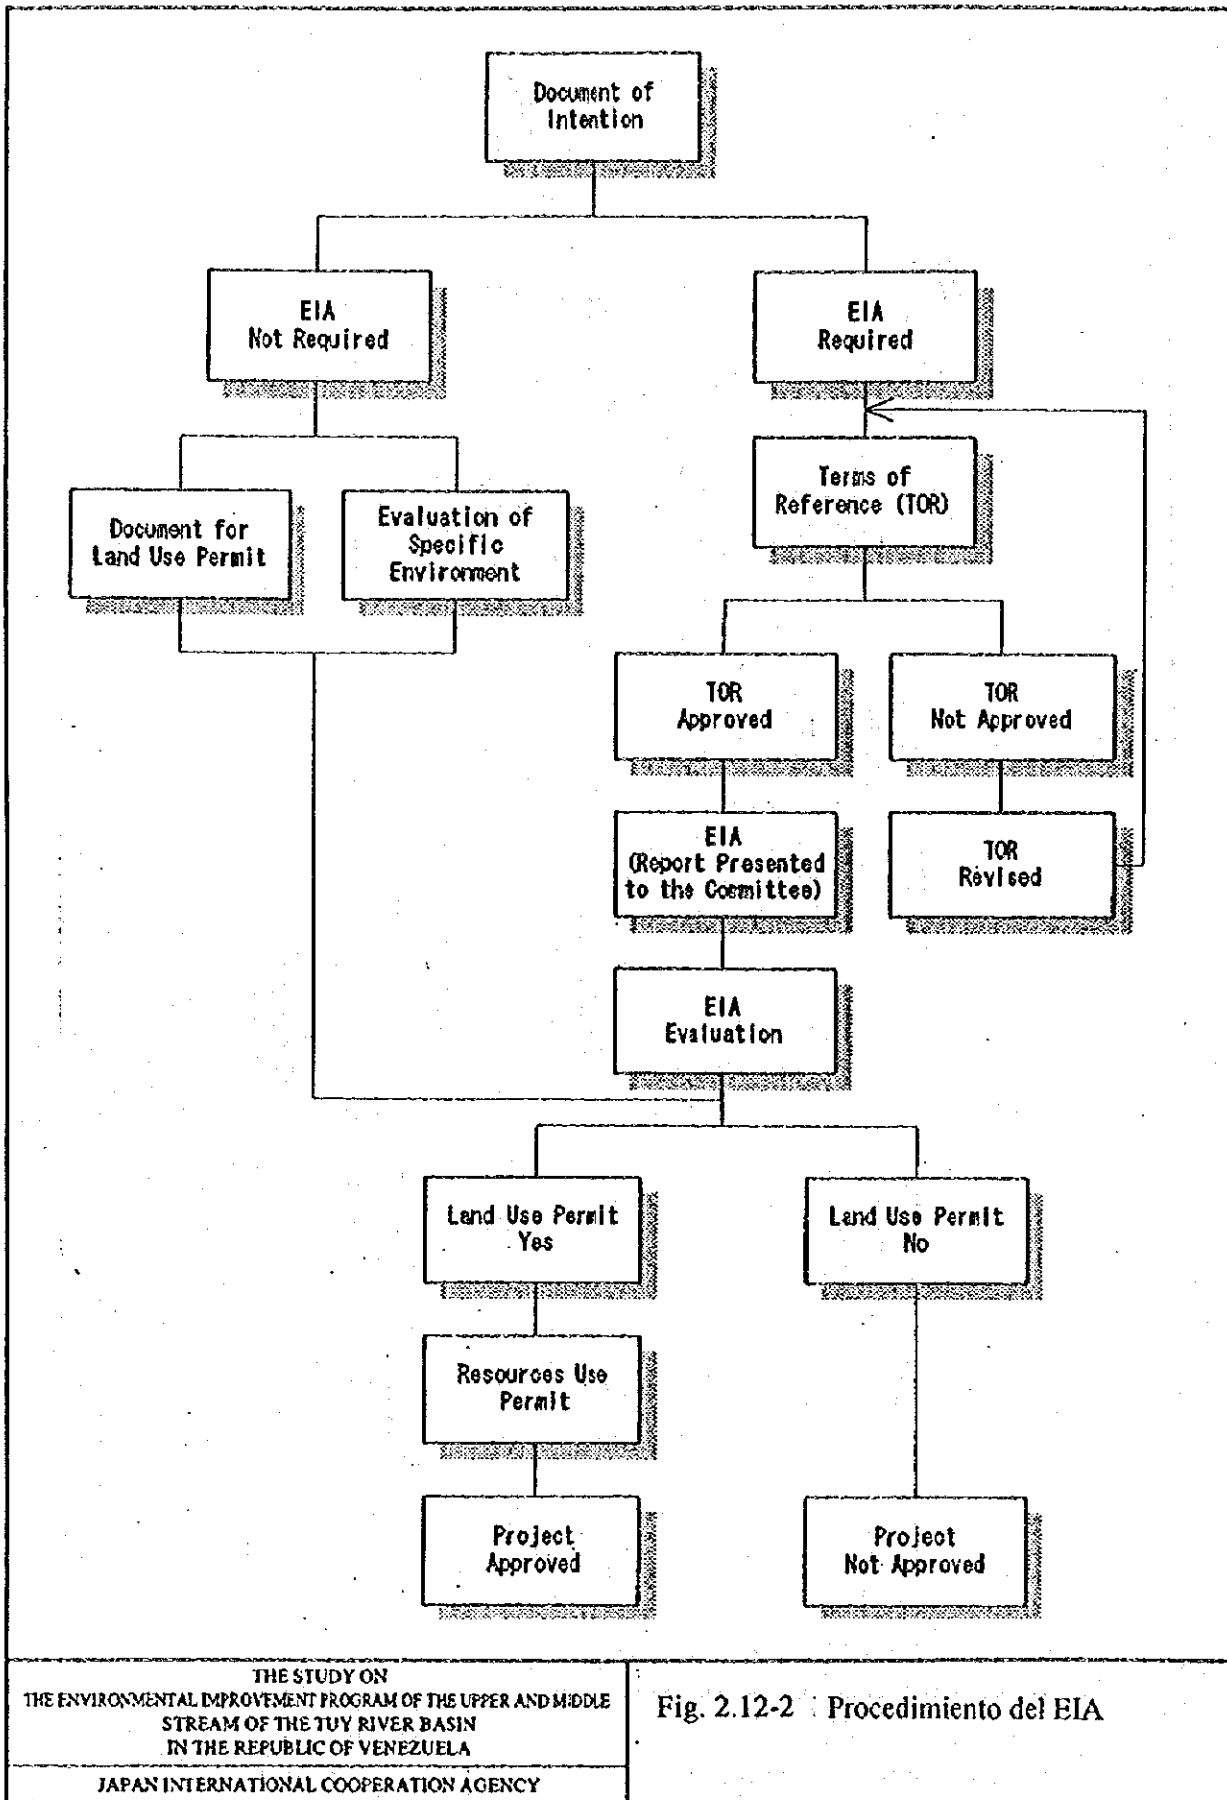 Document of
Intention
EIA
Not Required
EIA
Required
Terms of
Reference (TOR)
Document for
Land Use Permit
Evaluation of
Specific
Environment
TOR
Approved
TOR
Not Approved
EIA
(Report Presented
to the Committee)
TOR
Revised
EIA
Evaluation
Land Use Permit
Yes
Land Use Permit
No
Resources Use
Permit
Project
Approved
Project
Not Approved
THE STUDY ON
THE ENVIRONMENTAL IMPROVEMENT PROGRAM OF THE UPPER AND MIDDLE
STREAM OF THE TUY RIVER BASIN
IN THE REPUBLIC OF VENEZUELA
JAPAN INTERNATIONAL COOPERATION AGENCY
Fig. 2.12-2 Procedimiento del EIA